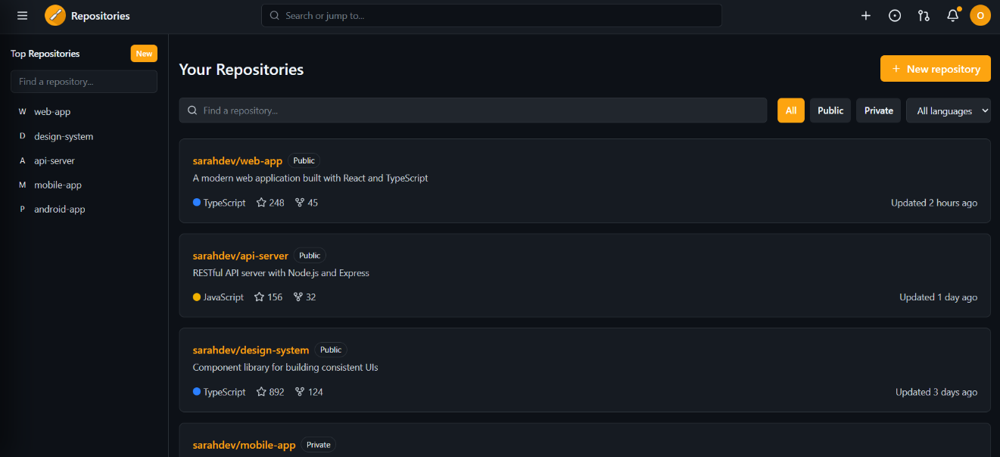 Repositories
Search or jump to...
O
Top Repositories
New
Find a repository...
W web-app
D design-system
A api-server
M mobile-app
P android-app
Your Repositories
+ New repository
Find a repository...
All
Public
Private
All languages
sarahdev/web-app Public
A modern web application built with React and TypeScript
TypeScript 248 45
Updated 2 hours ago
sarahdev/api-server Public
RESTful API server with Node.js and Express
JavaScript 156 32
Updated 1 day ago
sarahdev/design-system Public
Component library for building consistent UIs
TypeScript 892 124
Updated 3 days ago
sarahdev/mobile-app Private